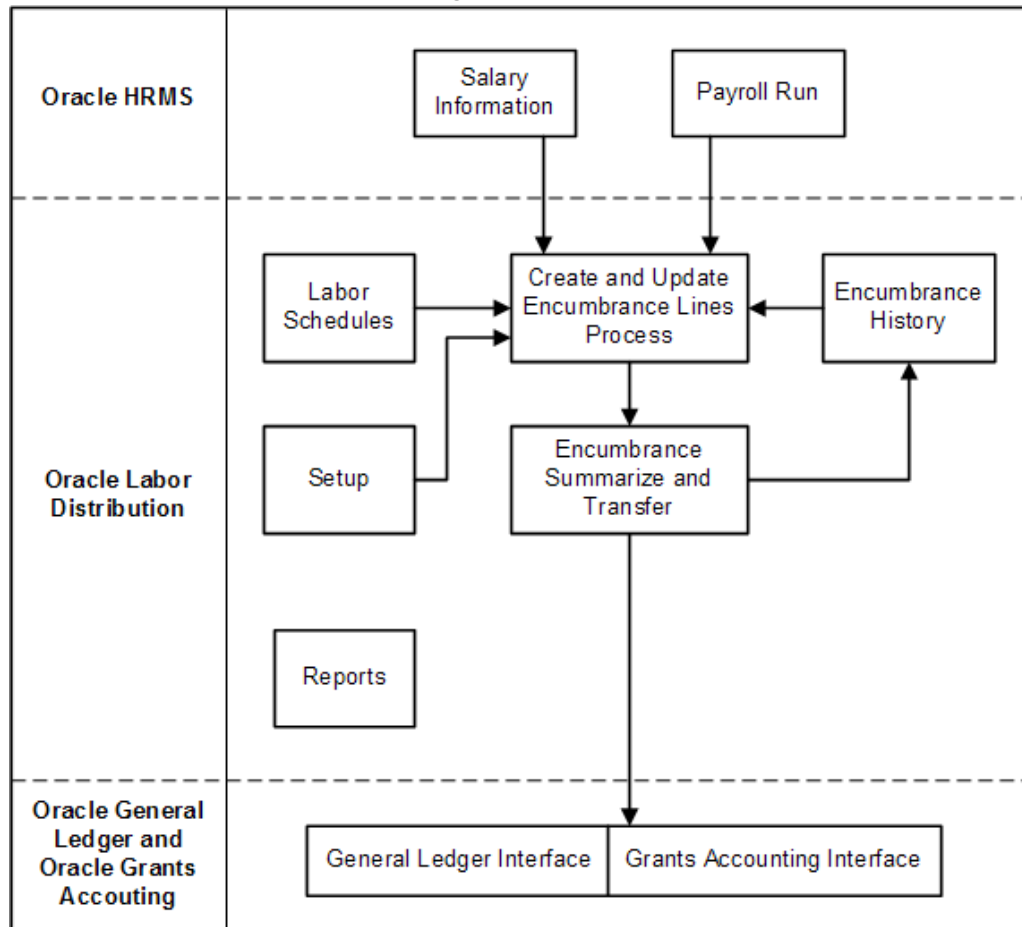 Oracle HRMS
Salary
Information
Payroll Run
Oracle Labor
Distribution
Labor
Schedules
Create and Update
Encumbrance Lines
Process
Encumbrance
History
Setup
Encumbrance
Summarize and
Transfer
Reports
Oracle General
Ledger and
Oracle Grants
Accouting
General Ledger Interface
Grants Accounting Interface